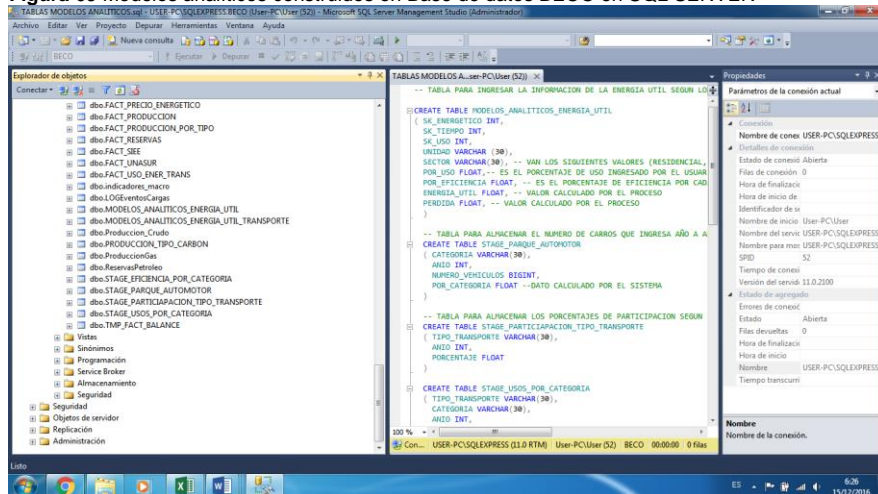 TABLAS MODELOS ANALITICOS.sql - USER-PC\SQLEXPRESS.BECO (User-PC\User (52)) - Microsoft SQL Server Management Studio (Administrador)
Archivo Editar Ver Proyecto Depurar Herramientas Ventana Ayuda
Nueva consulta
BECO Ejecutar Depurar
Explorador de objetos
Conectar
dbo.FACT_PRECIO_ENERGETICO
dbo.FACT_PRODUCCION
dbo.FACT_PRODUCCION_POR_TIPO
dbo.FACT_RESERVAS
dbo.FACT_SIEE
dbo.FACT_UNASUR
dbo.FACT_USO_ENER_TRANS
dbo.indicadores_macro
dbo.LOGEventosCargas
dbo.MODELOS_ANALITICOS_ENERGIA_UTIL
dbo.MODELOS_ANALITICOS_ENERGIA_UTIL_TRANSPORTE
dbo.Produccion_Crudo
dbo.PRODUCCION_TIPO_CARBON
dbo.ProduccionGas
dbo.ReservasPetroleo
dbo.STAGE_EFICIENCIA_POR_CATEGORIA
dbo.STAGE_PARQUE_AUTOMOTOR
dbo.STAGE_PARTICIAPACION_TIPO_TRANSPORTE
dbo.STAGE_USOS_POR_CATEGORIA
dbo.TMP_FACT_BALANCE
Vistas
Sinónimos
Programación
Service Broker
Almacenamiento
Seguridad
Seguridad
Objetos de servidor
Replicación
Administración
TABLAS MODELOS A...ser-PC\User (52))
-- TABLA PARA INGRESAR LA INFORMACION DE LA ENERGIA UTIL SEGUN LO
CREATE TABLE MODELOS_ANALITICOS_ENERGIA_UTIL
( SK_ENERGETICO INT,
SK_TIEMPO INT,
SK_USO INT,
UNIDAD VARCHAR (30),
SECTOR VARCHAR(30), -- VAN LOS SIGUIENTES VALORES (RESIDENCIAL,
POR_USO FLOAT,-- ES EL PORCENTAJE DE USO INGRESADO POR EL USUAR
POR_EFICIENCIA FLOAT, -- ES EL PORCENTAJE DE EFICIENCIA POR CAD
ENERGIA_UTIL FLOAT, -- VALOR CALCULADO POR EL PROCESO
PERDIDA FLOAT, -- VALOR CALCULADO POR EL PROCESO
)
-- TABLA PARA ALMACENAR EL NUMERO DE CARROS QUE INGRESA AÑO A A
CREATE TABLE STAGE_PARQUE_AUTOMOTOR
( CATEGORIA VARCHAR(30),
ANIO INT,
NUMERO_VEHICULOS BIGINT,
POR_CATEGORIA FLOAT --DATO CALCULADO POR EL SISTEMA
)
-- TABLA PARA ALMACENAR LOS PORCENTAJES DE PARTICIPACION SEGUN
CREATE TABLE STAGE_PARTICIAPACION_TIPO_TRANSPORTE
( TIPO_TRANSPORTE VARCHAR(30),
ANIO INT,
PORCENTAJE FLOAT
)
CREATE TABLE STAGE_USOS_POR_CATEGORIA
( TIPO_TRANSPORTE VARCHAR(30),
CATEGORIA VARCHAR(30),
ANIO INT,
100 %
Con... USER-PC\SQLEXPRESS (11.0 RTM) User-PC\User (52) BECO 00:00:00 0 filas
Propiedades
Parámetros de la conexión actual
Conexión
Nombre de conex USER-PC\SQLEXPRESS
Detalles de conexión
Estado de conexió Abierta
Filas de conexión 0
Hora de finalizació
Hora de inicio de
Identificador de se
Nombre de inicio User-PC\User
Nombre del servic USER-PC\SQLEXPRESS
Nombre para mos USER-PC\SQLEXPRESS
SPID 52
Tiempo de conexi
Versión del servid 11.0.2100
Estado de agregado
Errores de conexi
Estado Abierta
Filas devueltas 0
Hora de finalizació
Hora de inicio
Nombre USER-PC\SQLEXPRESS
Tiempo transcurri
Nombre
Nombre de la conexión.
Listo
ES 6:26
15/12/2016